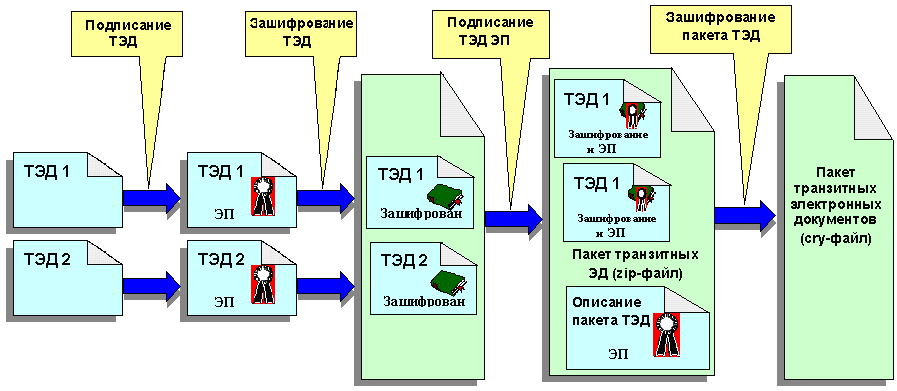 Подписание
ТЭД
Зашифрование
ТЭД
Подписание
ТЭД ЭП
Зашифрование
пакета ТЭД
ТЭД 1
ТЭД 1
ЭП
ТЭД 1
Зашифрован
ТЭД 1
Зашифрование
и ЭП
ТЭД 2
ТЭД 2
ЭП
ТЭД 2
Зашифрован
ТЭД 1
Зашифрование
и ЭП
Пакет транзитных
ЭД (zip-файл)
Описание
пакета ТЭД
ЭП
Пакет
транзитных
электронных
документов
(cry-файл)